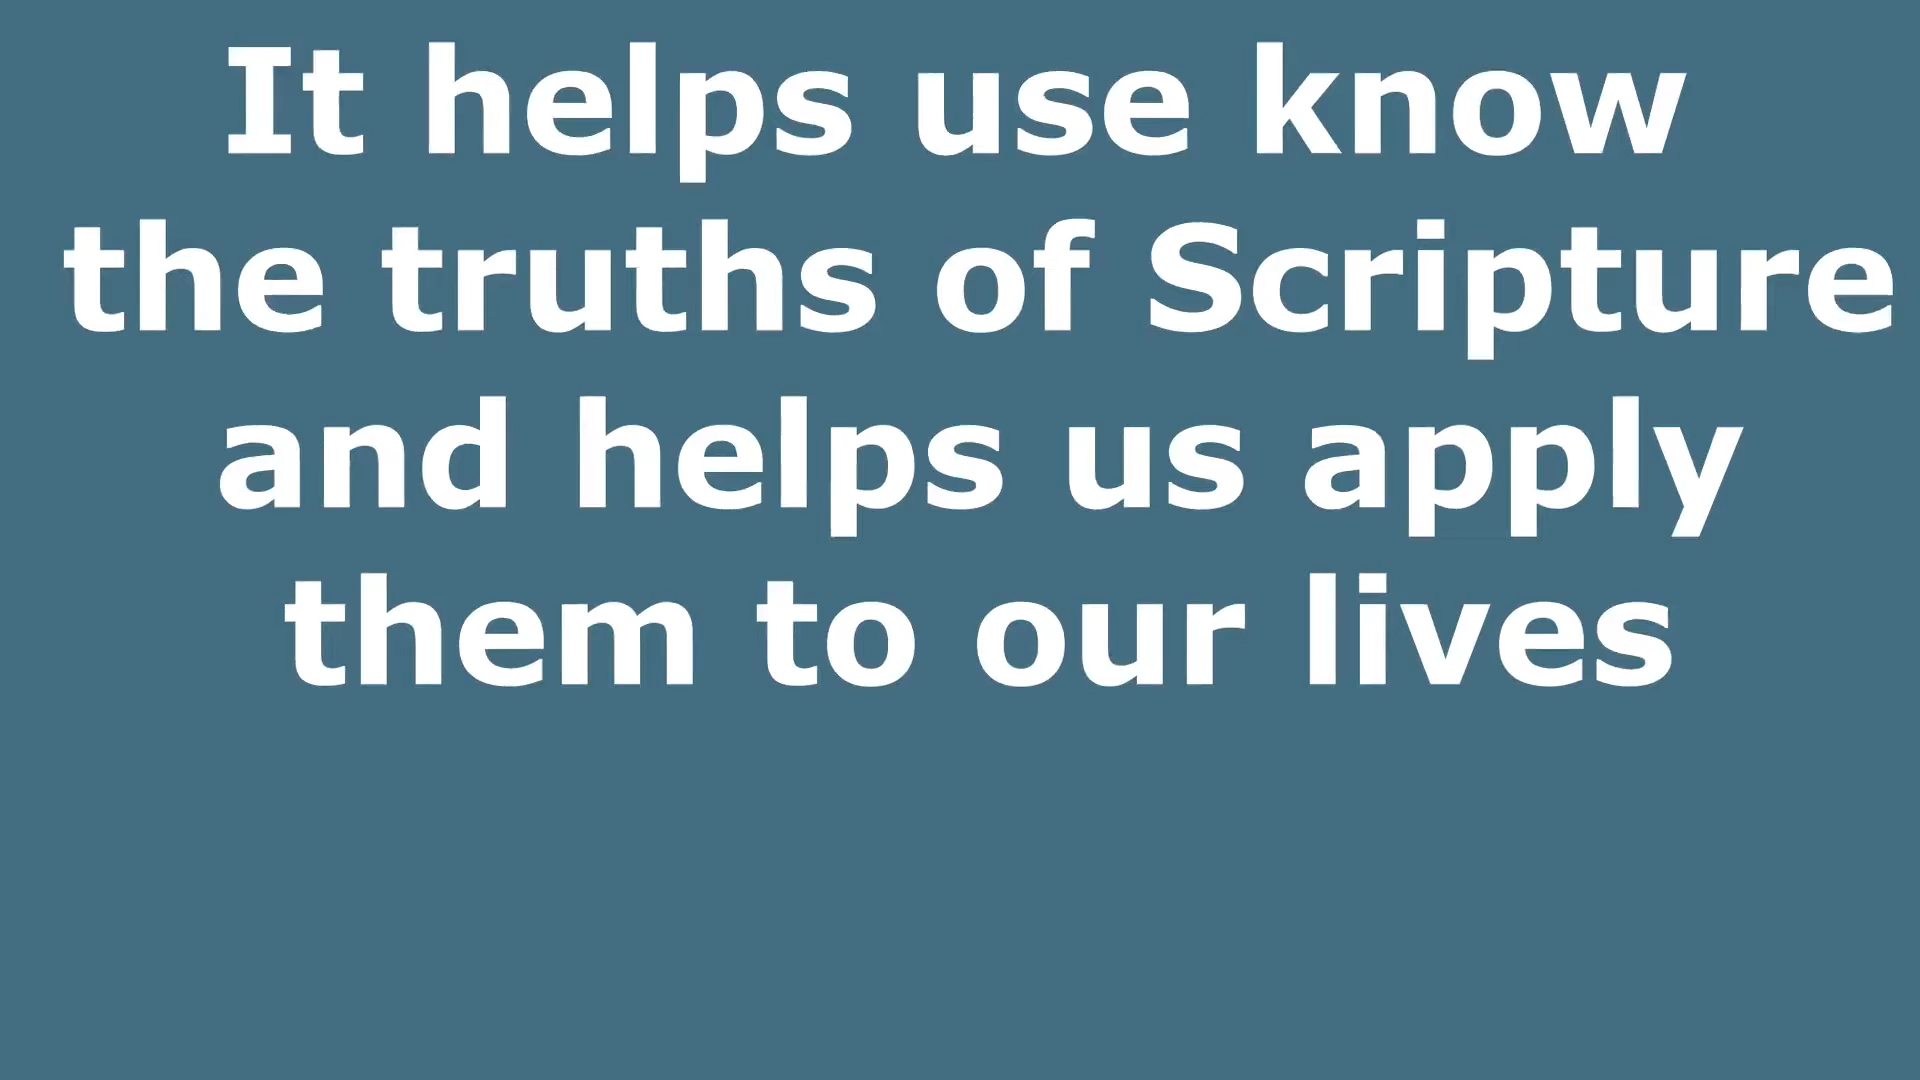 It helps use know
the truths of Scripture
and helps us apply
them to our lives